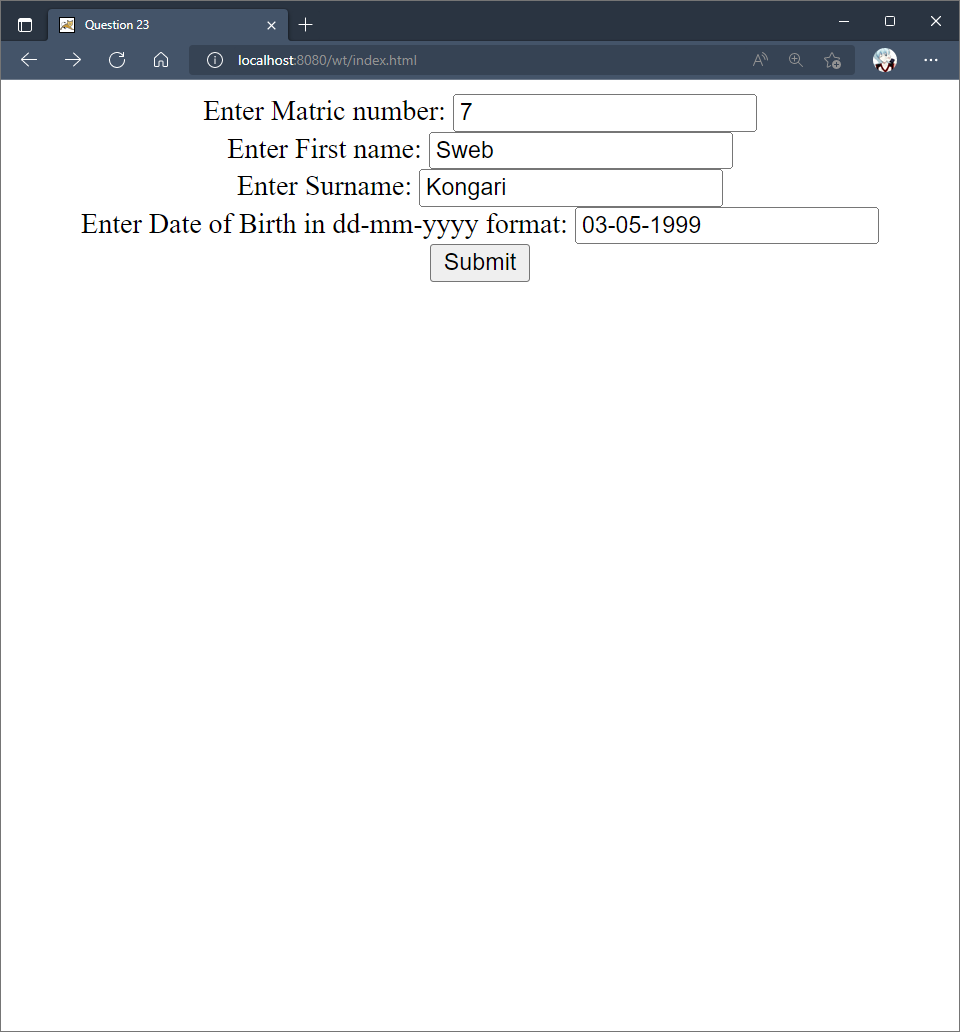 Question 23
localhost:8080/wt/index.html
Enter Matric number: 7
Enter First name: Sweb
Enter Surname: Kongari
Enter Date of Birth in dd-mm-yyyy format: 03-05-1999
Submit